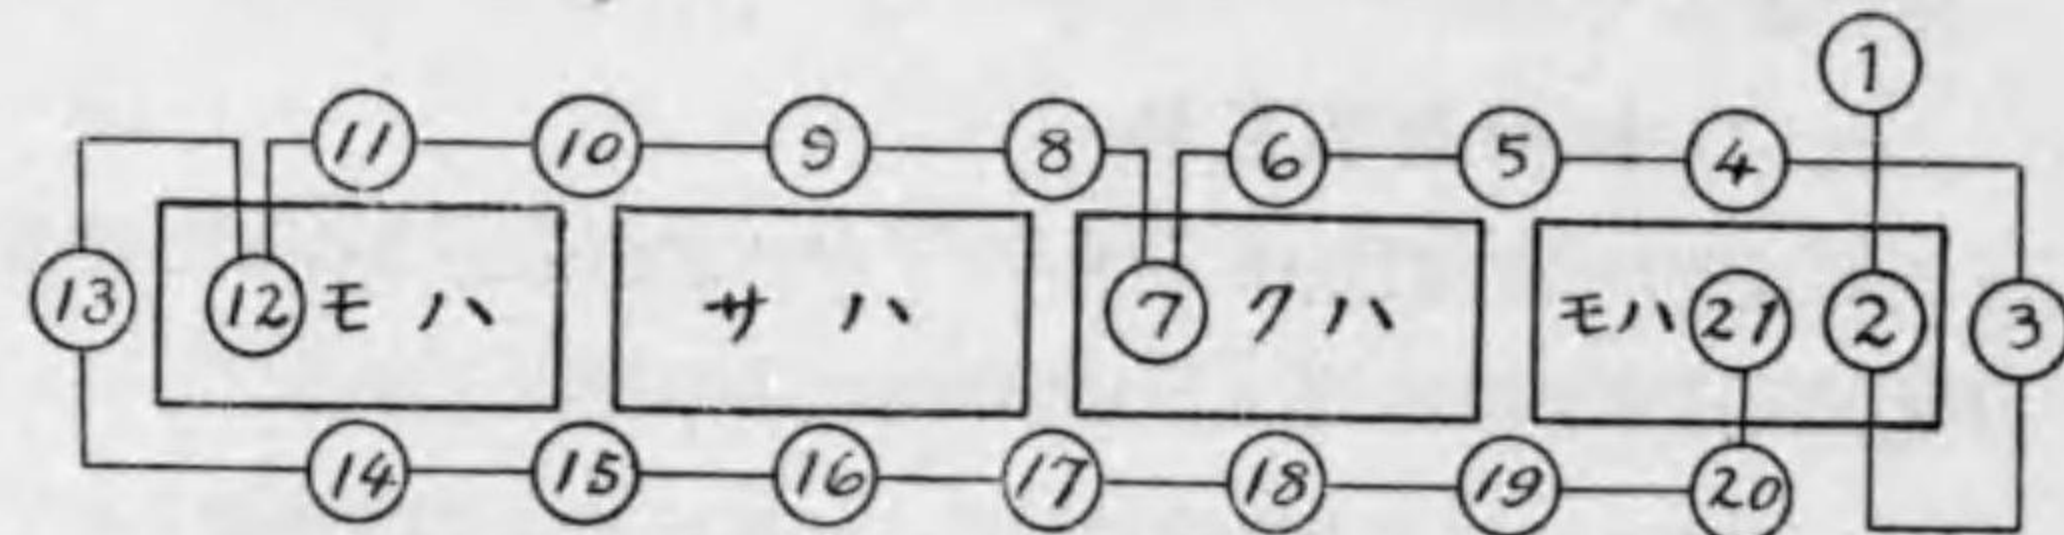 ①
⑪ ⑩ ⑨ ⑧ ⑥ ⑤ ④
⑬ ⑫ モハ サハ ⑦ クハ モハ ㉑ ② ③
⑭ ⑮ ⑯ ⑰ ⑱ ⑲ ⑳